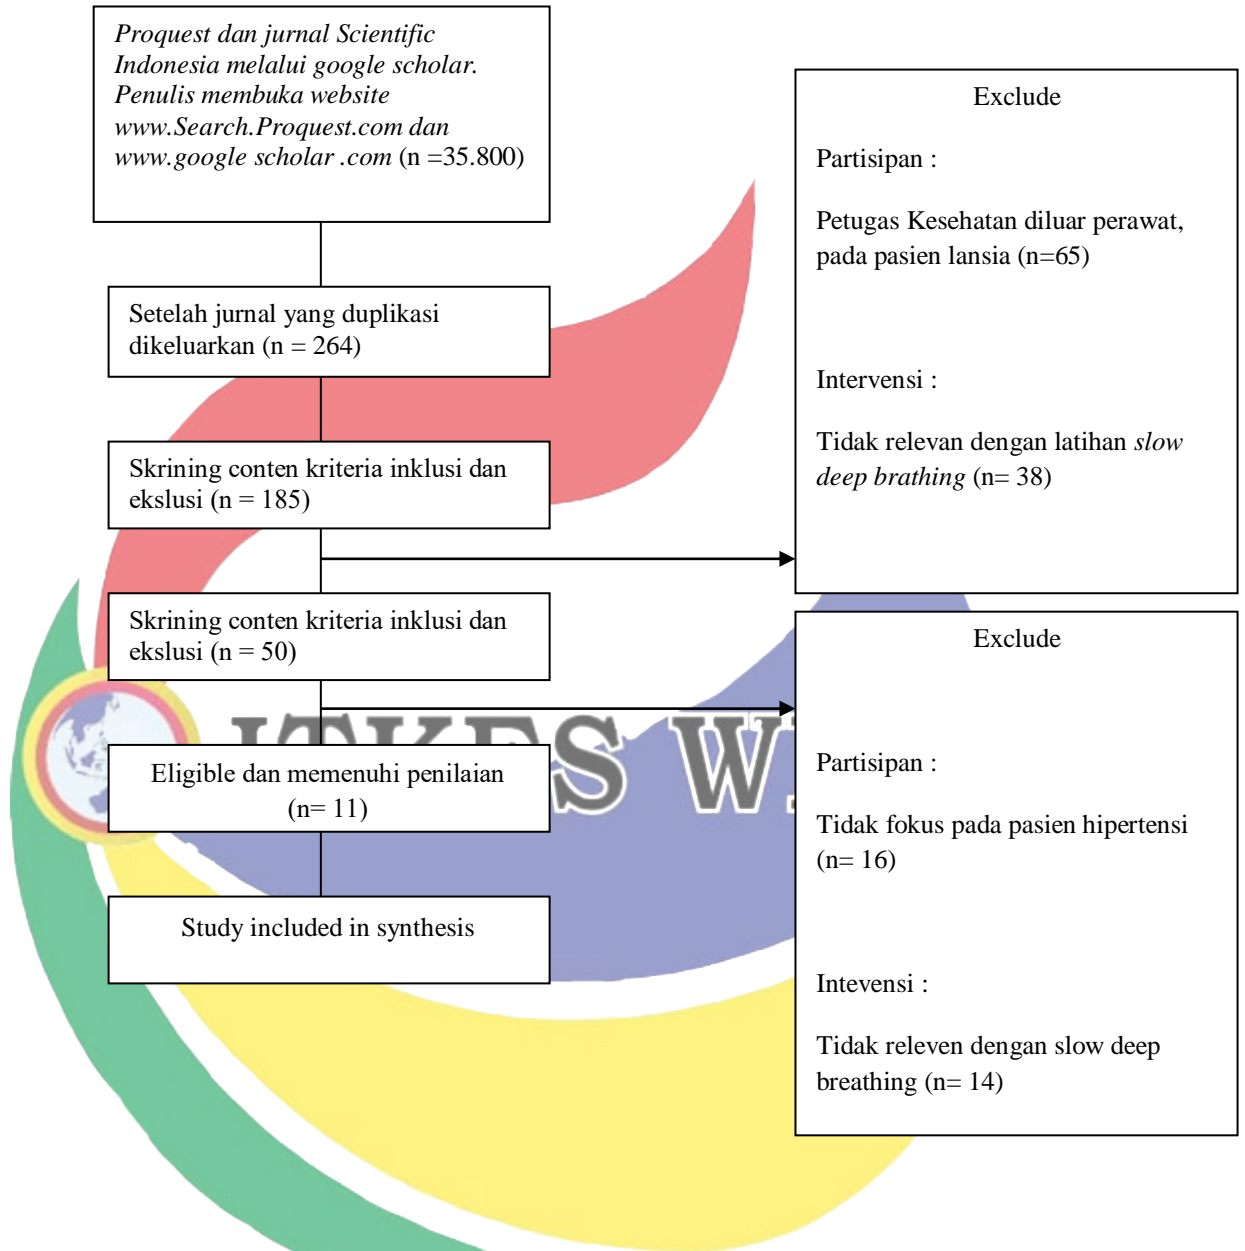 Proquest dan jurnal Scientific
Indonesia melalui google scholar.
Penulis membuka website
www.Search.Proquest.com dan
www.google scholar .com (n =35.800)
Setelah jurnal yang duplikasi
dikeluarkan (n = 264)
Skrining conten kriteria inklusi dan
ekslusi (n = 185)
Exclude
Partisipan :
Petugas Kesehatan diluar perawat,
pada pasien lansia (n=65)
Intervensi :
Tidak relevan dengan latihan slow
deep brathing (n= 38)
Skrining conten kriteria inklusi dan
ekslusi (n = 50)
Exclude
Partisipan :
Tidak fokus pada pasien hipertensi
(n= 16)
Intevensi :
Tidak releven dengan slow deep
breathing (n= 14)
ITKES W
Eligible dan memenuhi penilaian
(n= 11)
Study included in synthesis